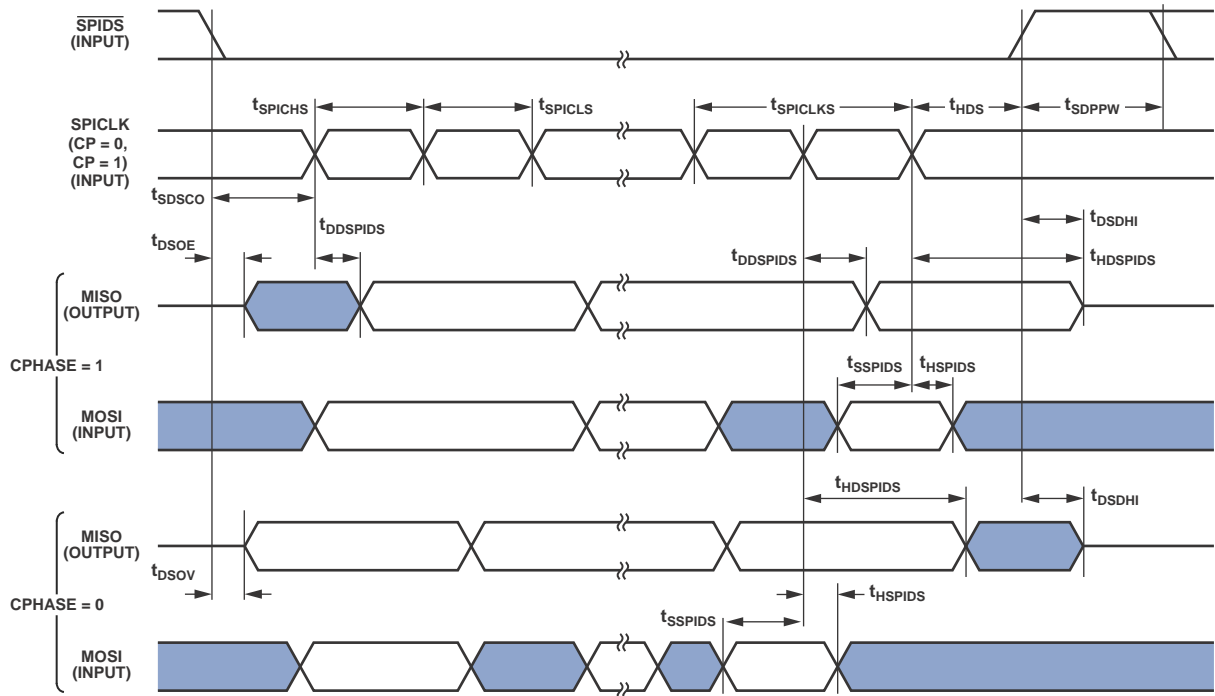 SPIDS
(INPUT)
tSPICHS
tSPICLS
tSPICLKS
tHDS
tSDPPW
SPICLK
(CP = 0,
CP = 1)
(INPUT)
tSDSCO
tDSOE
tDDSPIDS
tDDSPIDS
tDSDHI
tHDSPIDS
MISO
(OUTPUT)
CPHASE = 1
tSSPIDS
tHSPIDS
MOSI
(INPUT)
tHDSPIDS
tDSDHI
MISO
(OUTPUT)
tDSOV
CPHASE = 0
tHSPIDS
tSSPIDS
MOSI
(INPUT)